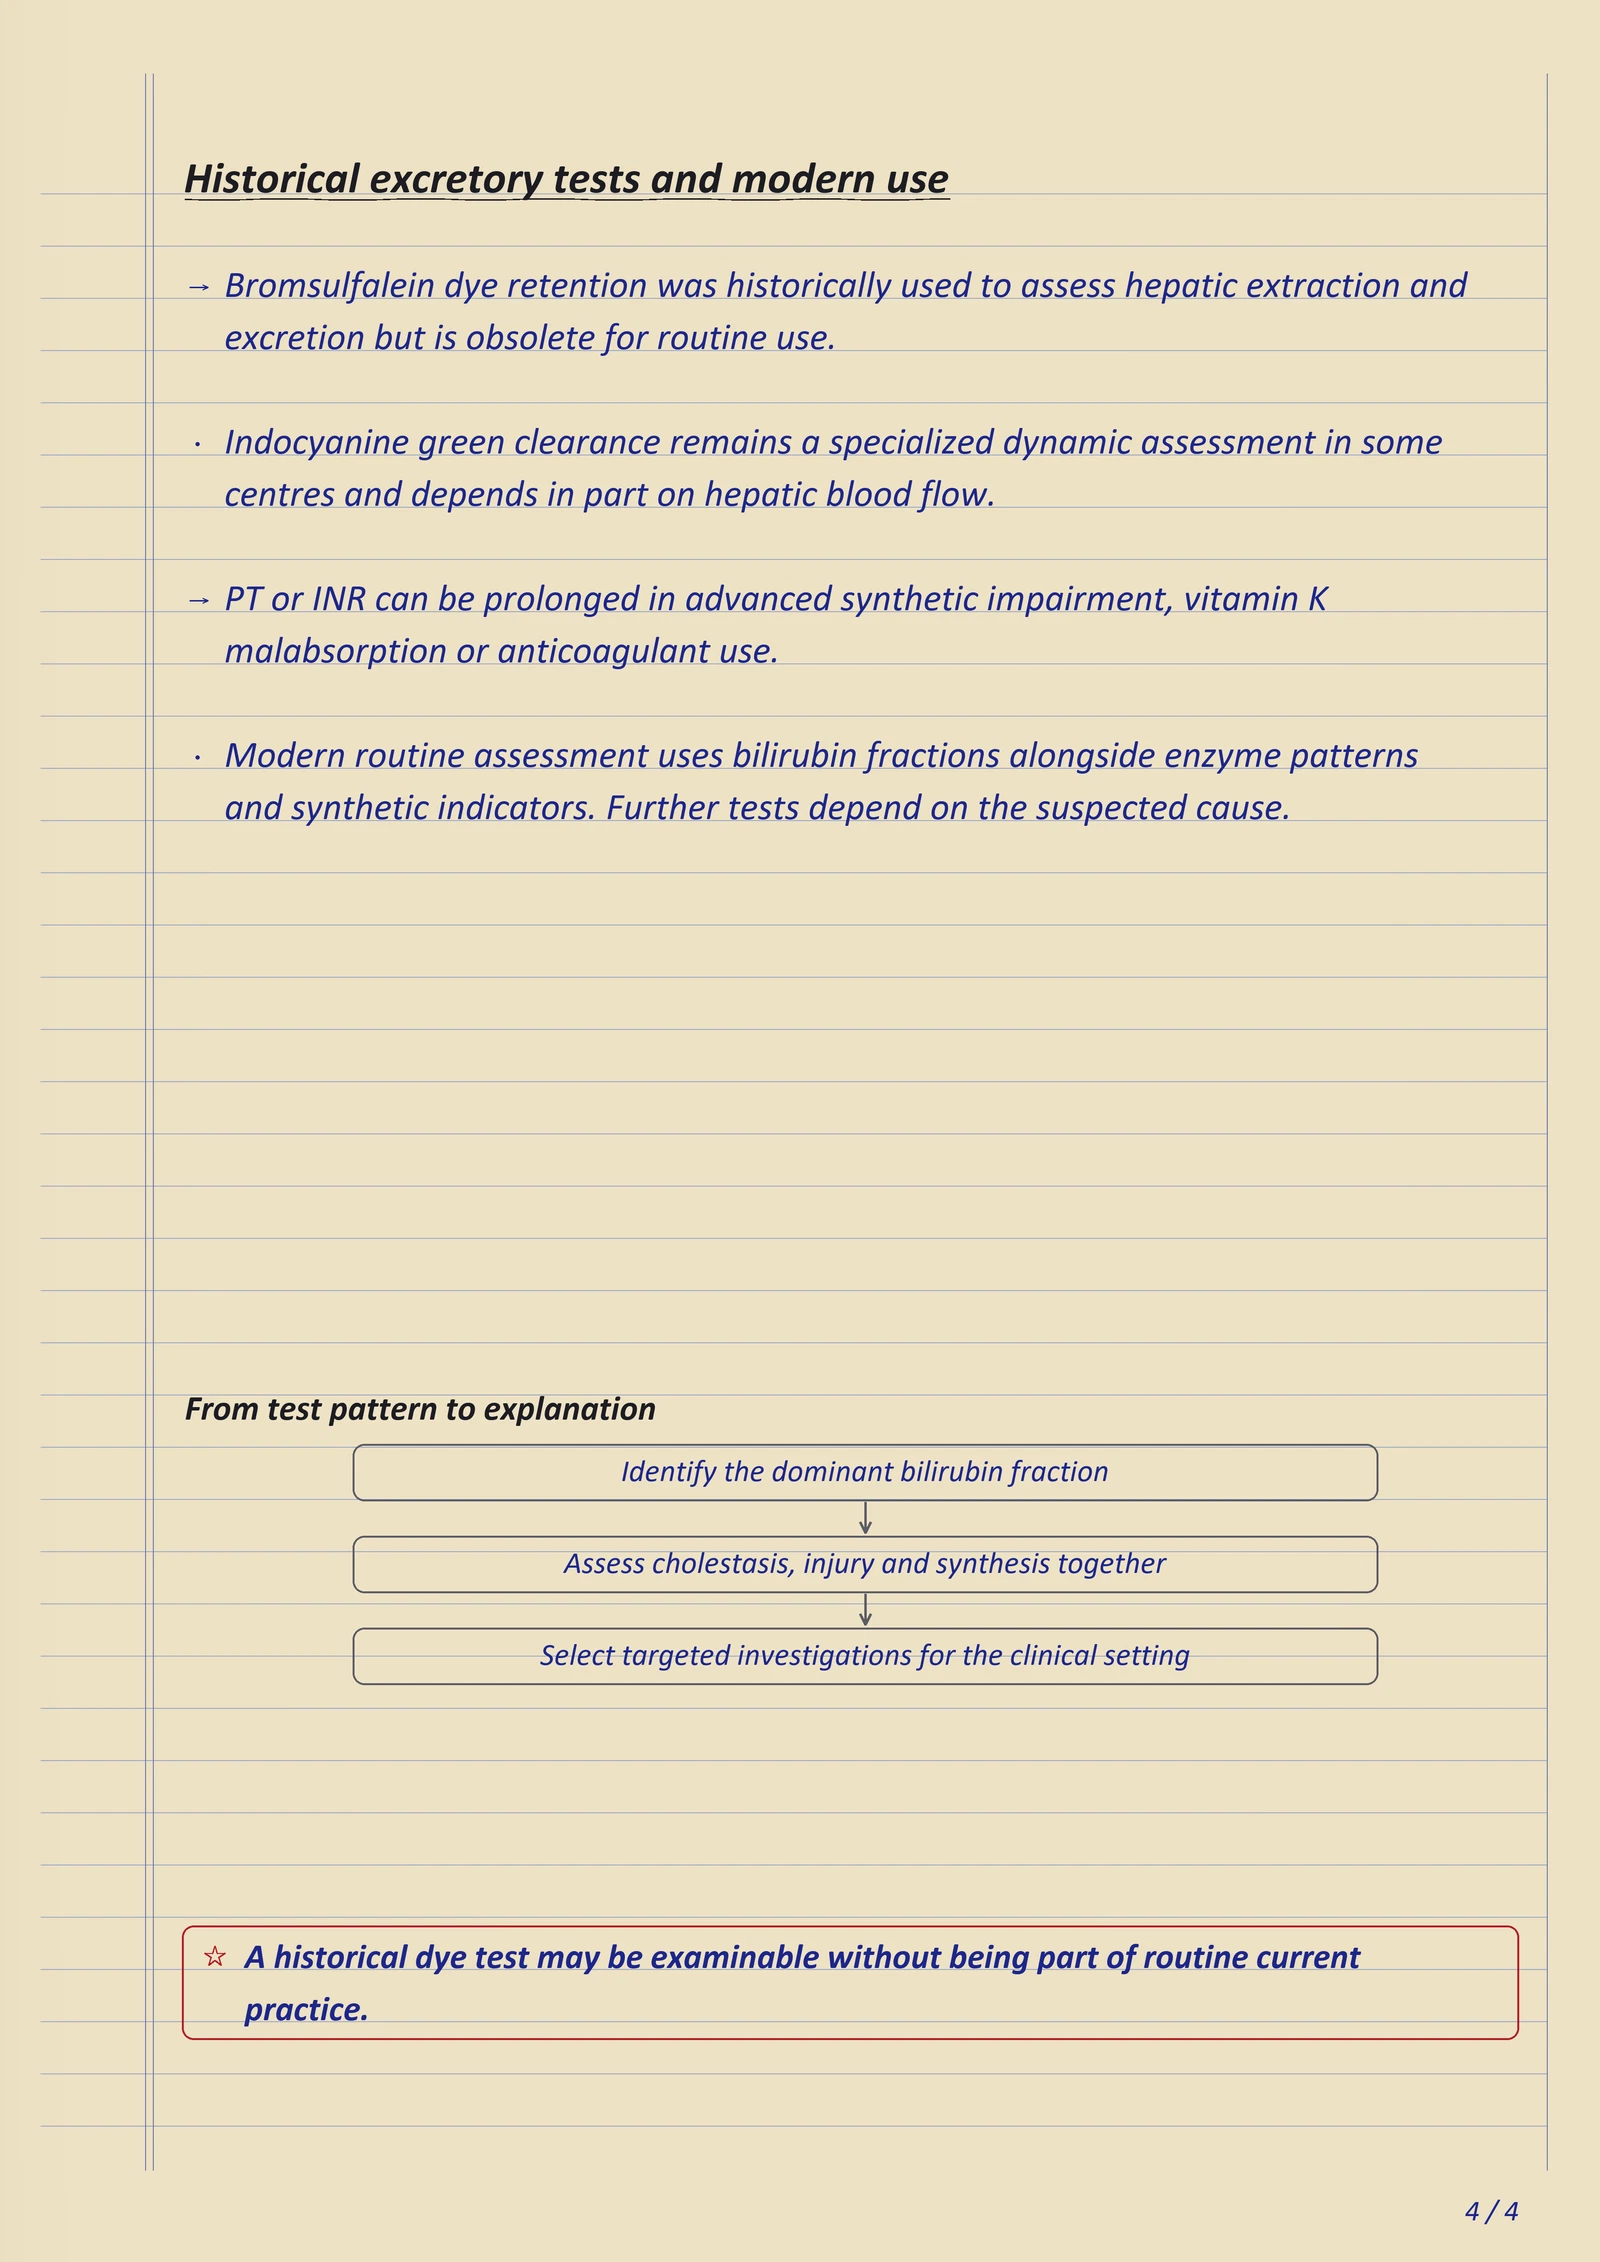 Historical excretory tests and modern use
→ Bromsulfalein dye retention was historically used to assess hepatic extraction and
excretion but is obsolete for routine use.
· Indocyanine green clearance remains a specialized dynamic assessment in some
centres and depends in part on hepatic blood flow.
→ PT or INR can be prolonged in advanced synthetic impairment, vitamin K
malabsorption or anticoagulant use.
· Modern routine assessment uses bilirubin fractions alongside enzyme patterns
and synthetic indicators. Further tests depend on the suspected cause.
From test pattern to explanation
Identify the dominant bilirubin fraction
Assess cholestasis, injury and synthesis together
Select targeted investigations for the clinical setting
☆ A historical dye test may be examinable without being part of routine current
practice.
4 / 4